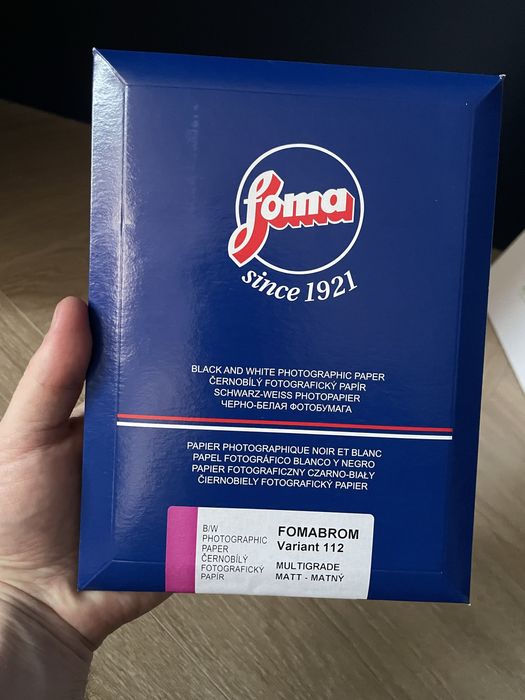 foma
since 1921
BLACK AND WHITE PHOTOGRAPHIC PAPER
ČERNOBÍLÝ FOTOGRAFICKÝ PAPÍR
SCHWARZ-WEISS PHOTOPAPIER
ЧЕРНО-БЕЛАЯ ФОТОБУМАГА
PAPIER PHOTOGRAPHIQUE NOIR ET BLANC
PAPEL FOTOGRÁFICO BLANCO Y NEGRO
PAPIER FOTOGRAFICZNY CZARNO-BIAŁY
ČIERNOBIELY FOTOGRAFICKÝ PAPIER
B/W
PHOTOGRAPHIC
PAPER
ČERNOBÍLÝ
FOTOGRAFICKÝ
PAPÍR
FOMABROM
Variant 112
MULTIGRADE
MATT - MATNÝ